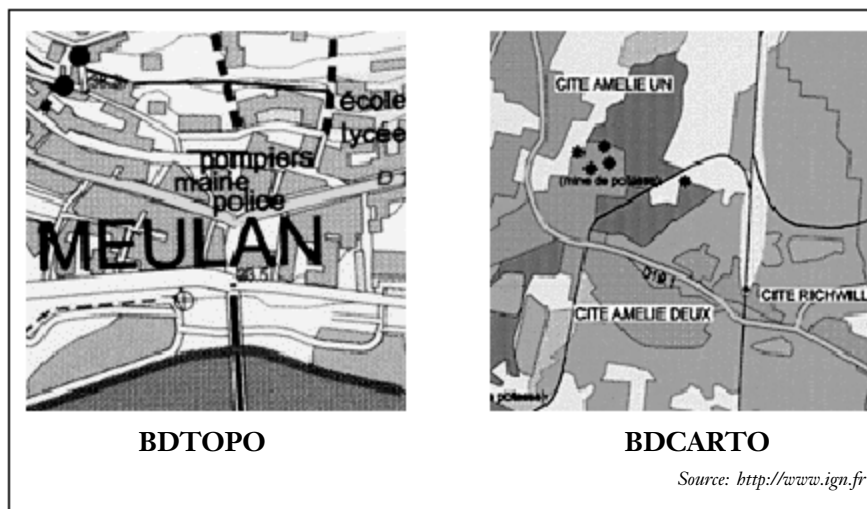 école
lycée
pompiers
mairie
police
MEULAN
CITE AMELIE UN
(mine de potasse)
CITE AMELIE DEUX
CITE RICHWILL
BDTOPO
BDCARTO
Source: http://www.ign.fr